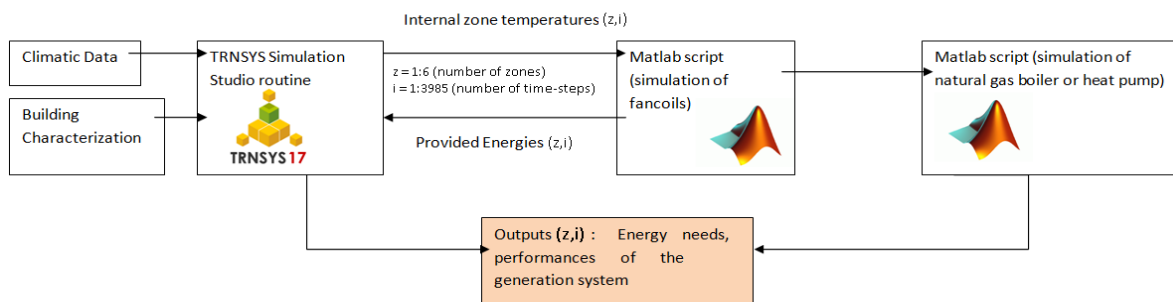 Internal zone temperatures (z,i)
Climatic Data
TRNSYS Simulation
Studio routine
z = 1:6 (number of zones)
i = 1:3985 (number of time-steps)
Matlab script
(simulation of
fancoils)
Matlab script (simulation of
natural gas boiler or heat pump)
Building
Characterization
TRNSYS 17
Provided Energies (z,i)
Outputs (z,i) : Energy needs,
performances of the
generation system